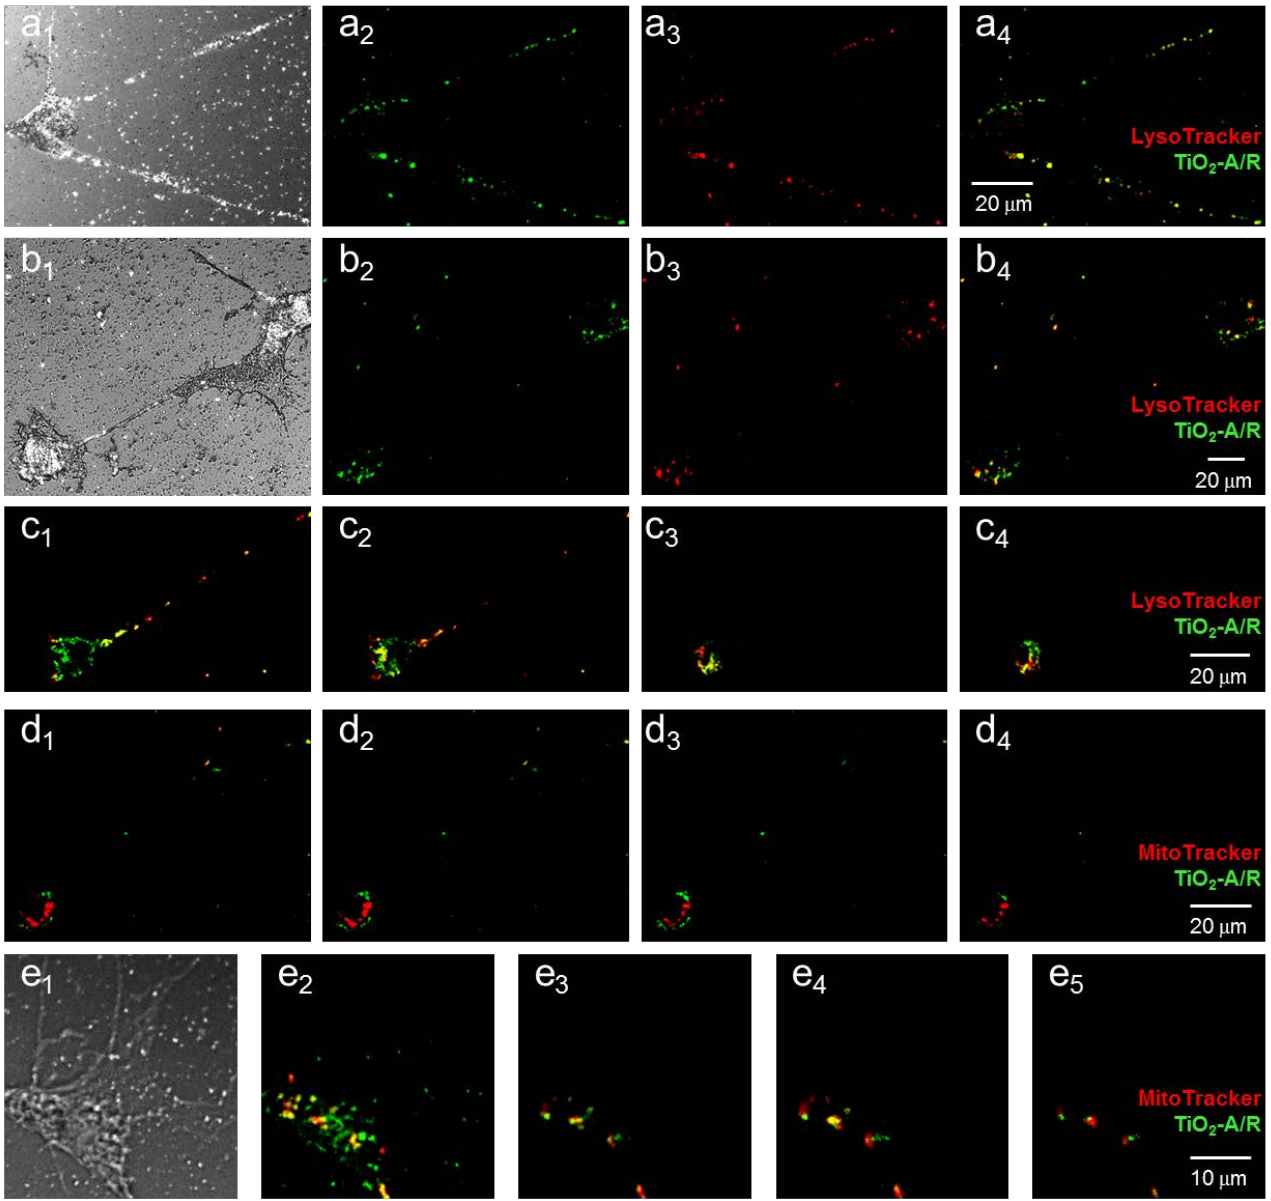 a₁ a₂ a₃ a₄
LysoTracker
TiO₂-A/R
20 μm
b₁ b₂ b₃ b₄
LysoTracker
TiO₂-A/R
20 μm
c₁ c₂ c₃ c₄
LysoTracker
TiO₂-A/R
20 μm
d₁ d₂ d₃ d₄
MitoTracker
TiO₂-A/R
20 μm
e₁ e₂ e₃ e₄ e₅
MitoTracker
TiO₂-A/R
10 μm